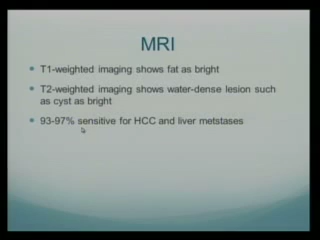 MRI
T1-weighted imaging shows fat as bright
T2-weighted imaging shows water-dense lesion such
as cyst as bright
93-97% sensitive for HCC and liver metstases